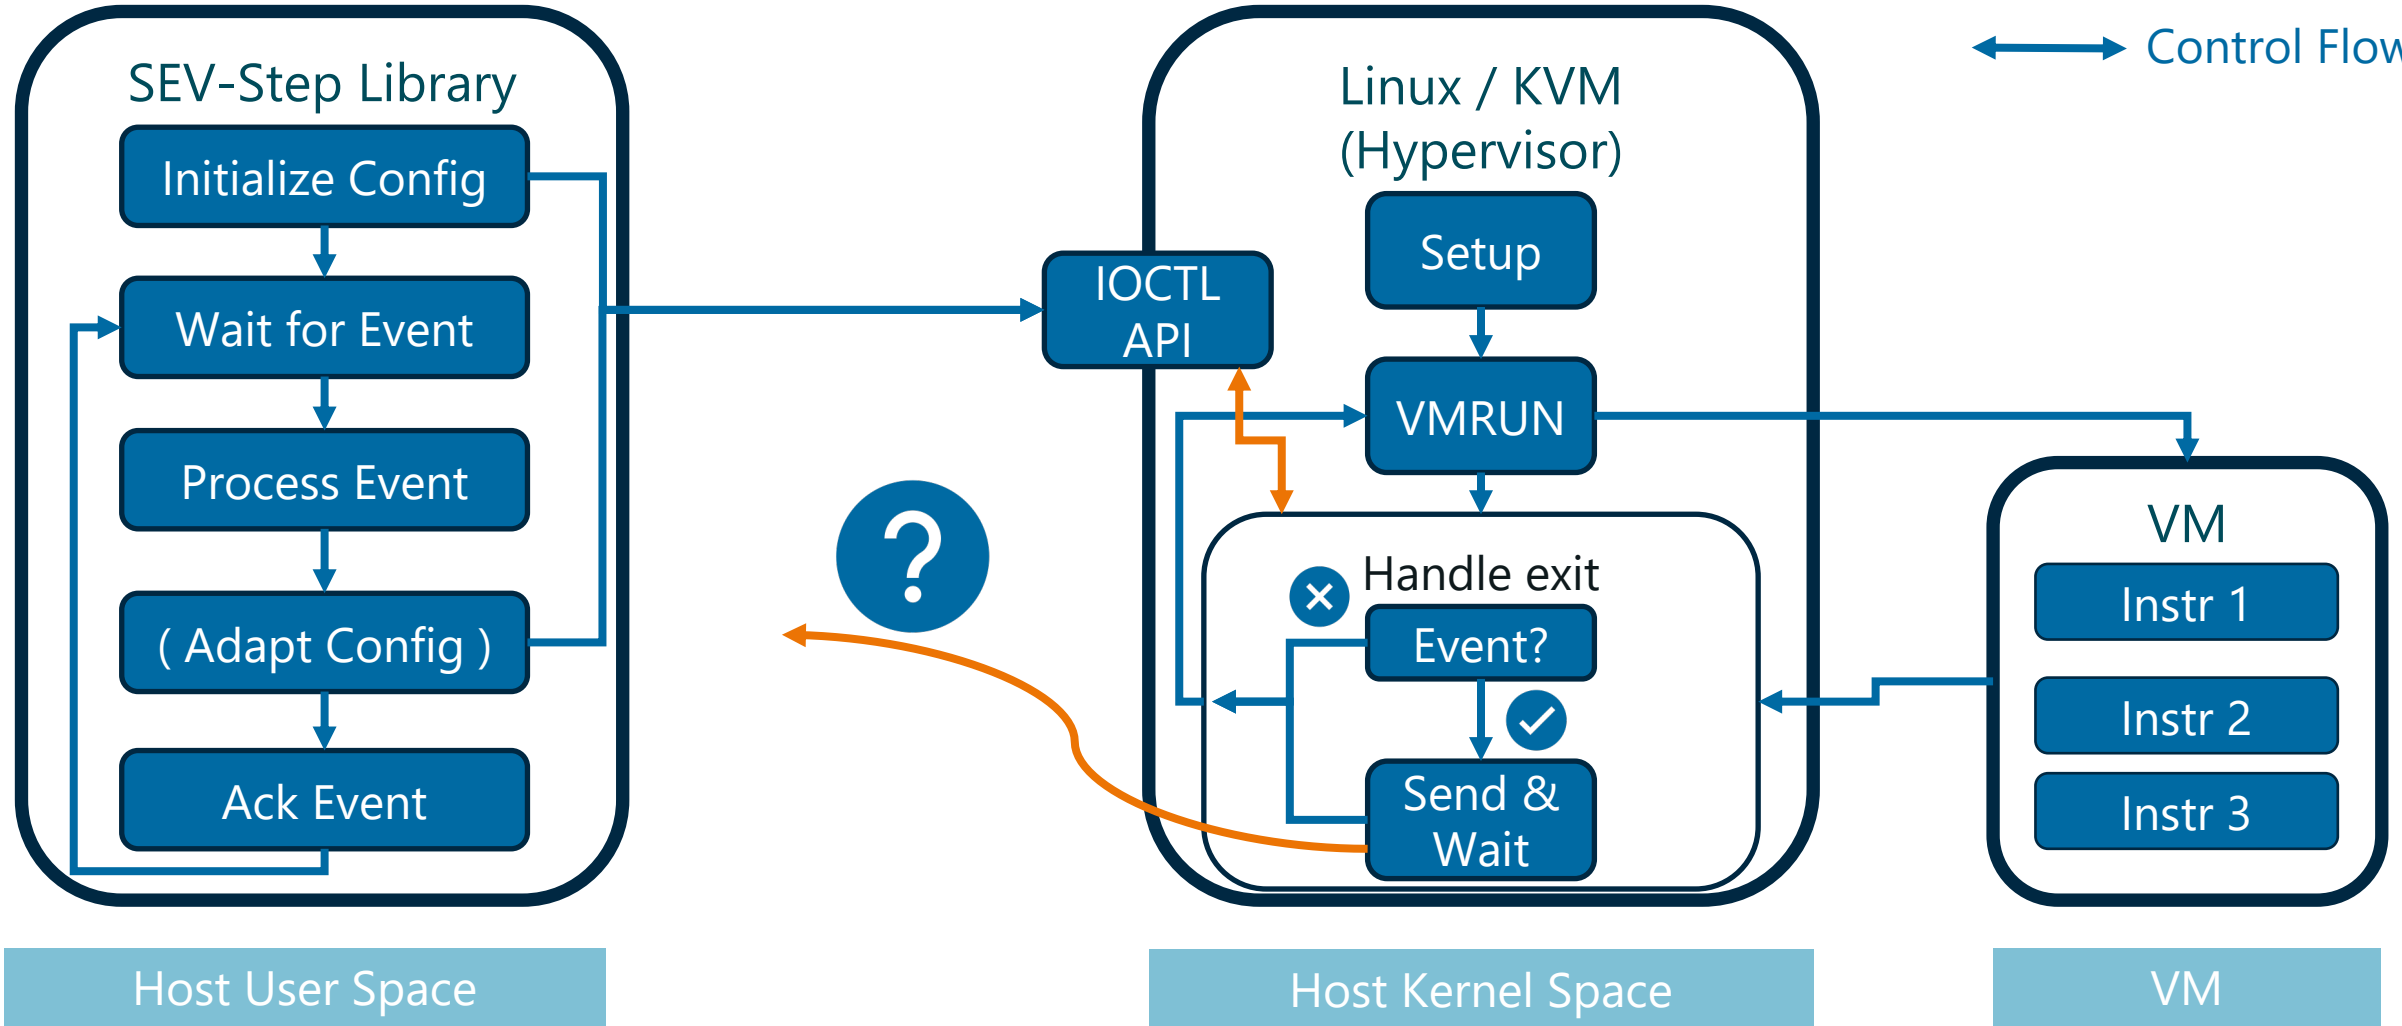 SEV-Step Library
Initialize Config
Wait for Event
Process Event
( Adapt Config )
Ack Event
Host User Space
?
IOCTL
API
Linux / KVM
(Hypervisor)
Setup
VMRUN
Handle exit
Event?
Send &
Wait
Host Kernel Space
Control Flow
VM
Instr 1
Instr 2
Instr 3
VM